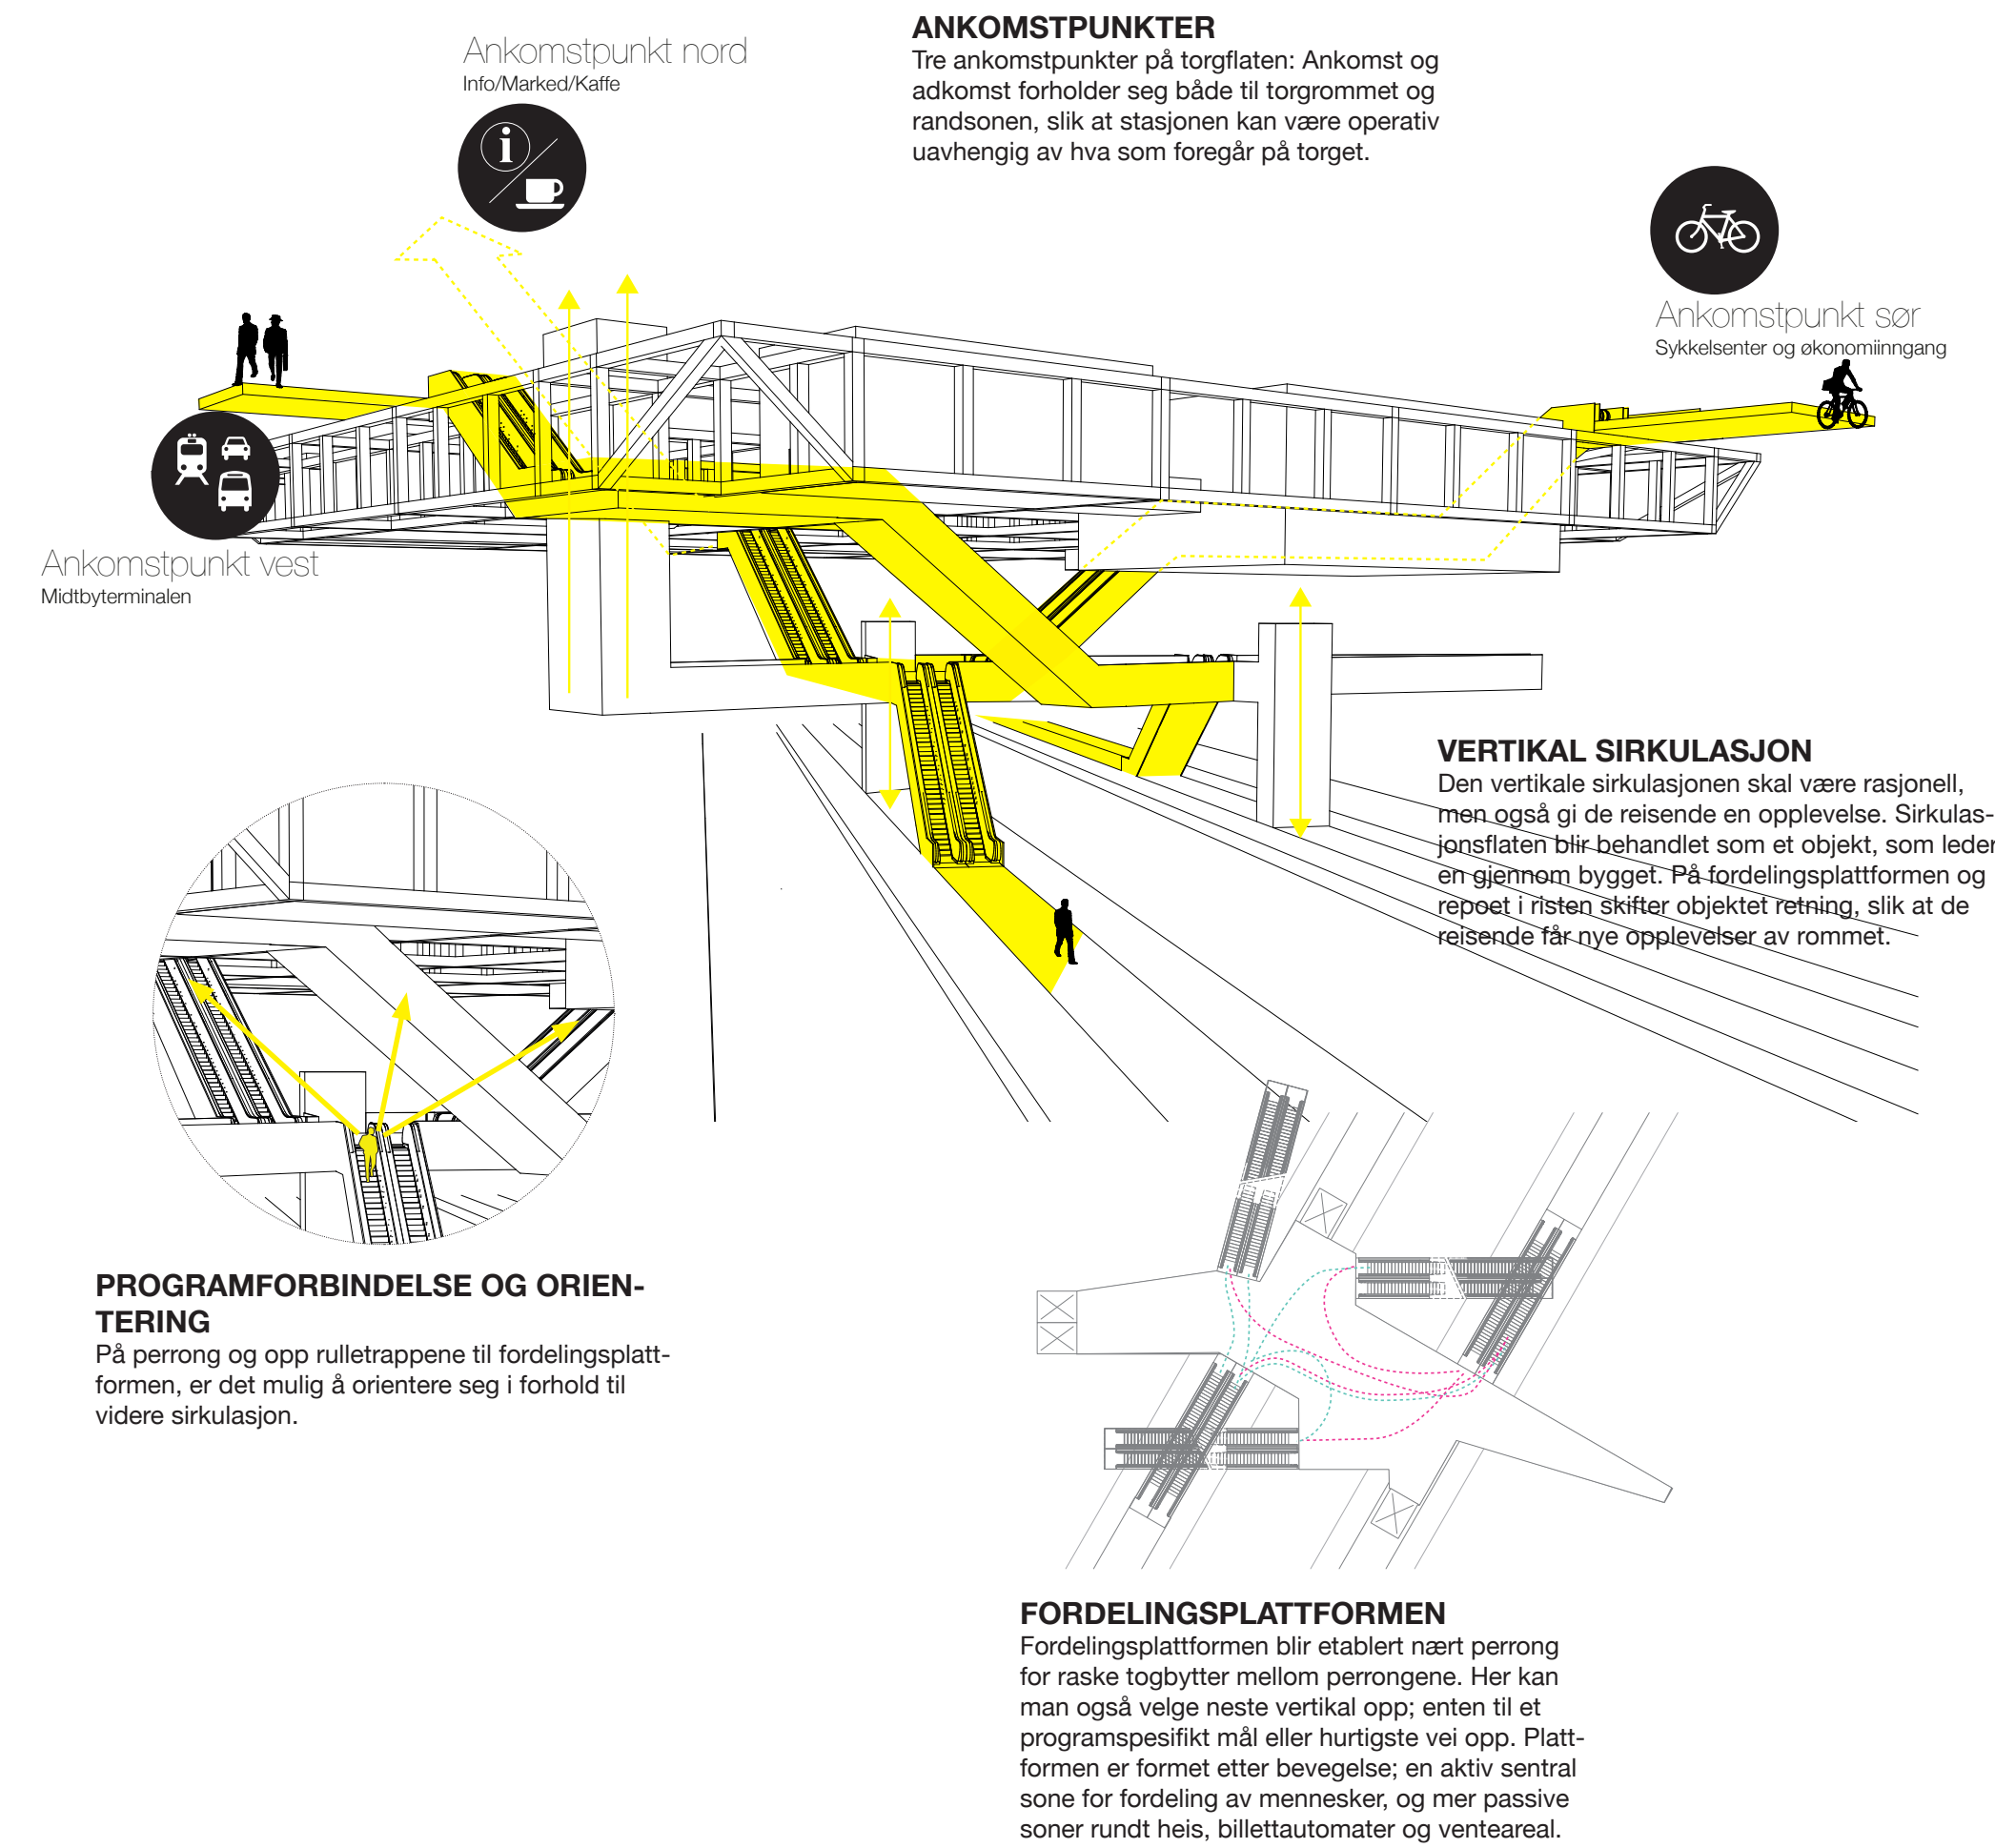 Ankomstpunkt nord
Info/Marked/Kaffe
i
ANKOMSTPUNKTER
Tre ankomstpunkter på torgflaten: Ankomst og
adkomst forholder seg både til torgrommet og
randsonen, slik at stasjonen kan være operativ
uavhengig av hva som foregår på torget.
Ankomstpunkt sør
Sykkelsenter og økonomiinngang
Ankomstpunkt vest
Midtbyterminalen
VERTIKAL SIRKULASJON
Den vertikale sirkulasjonen skal være rasjonell,
men også gi de reisende en opplevelse. Sirkulas-
jonsflaten blir behandlet som et objekt, som leder
en gjennom bygget. På fordelingsplattformen og
repoet i risten skifter objektet retning, slik at de
reisende får nye opplevelser av rommet.
PROGRAMFORBINDELSE OG ORIEN-
TERING
På perrong og opp rulletrappene til fordelingsplatt-
formen, er det mulig å orientere seg i forhold til
videre sirkulasjon.
FORDELINGSPLATTFORMEN
Fordelingsplattformen blir etablert nært perrong
for raske togbytter mellom perrongene. Her kan
man også velge neste vertikal opp; enten til et
programspesifikt mål eller hurtigste vei opp. Platt-
formen er formet etter bevegelse; en aktiv sentral
sone for fordeling av mennesker, og mer passive
soner rundt heis, billettautomater og venteareal.